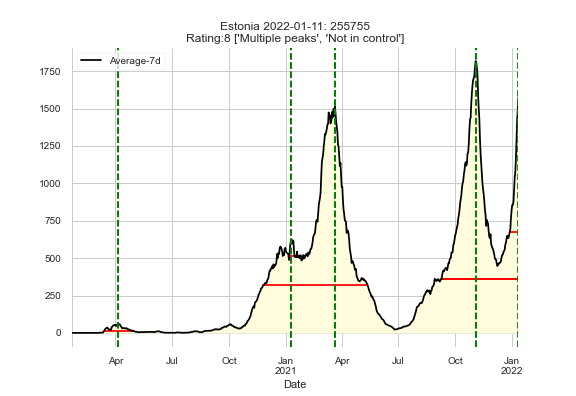 Estonia 2022-01-11: 255755
Rating:8 ['Multiple peaks', 'Not in control']
Average-7d
1750
1500
1250
1000
750
500
250
0
Apr Jul Oct Jan Apr Jul Oct Jan
2021 2022
Date